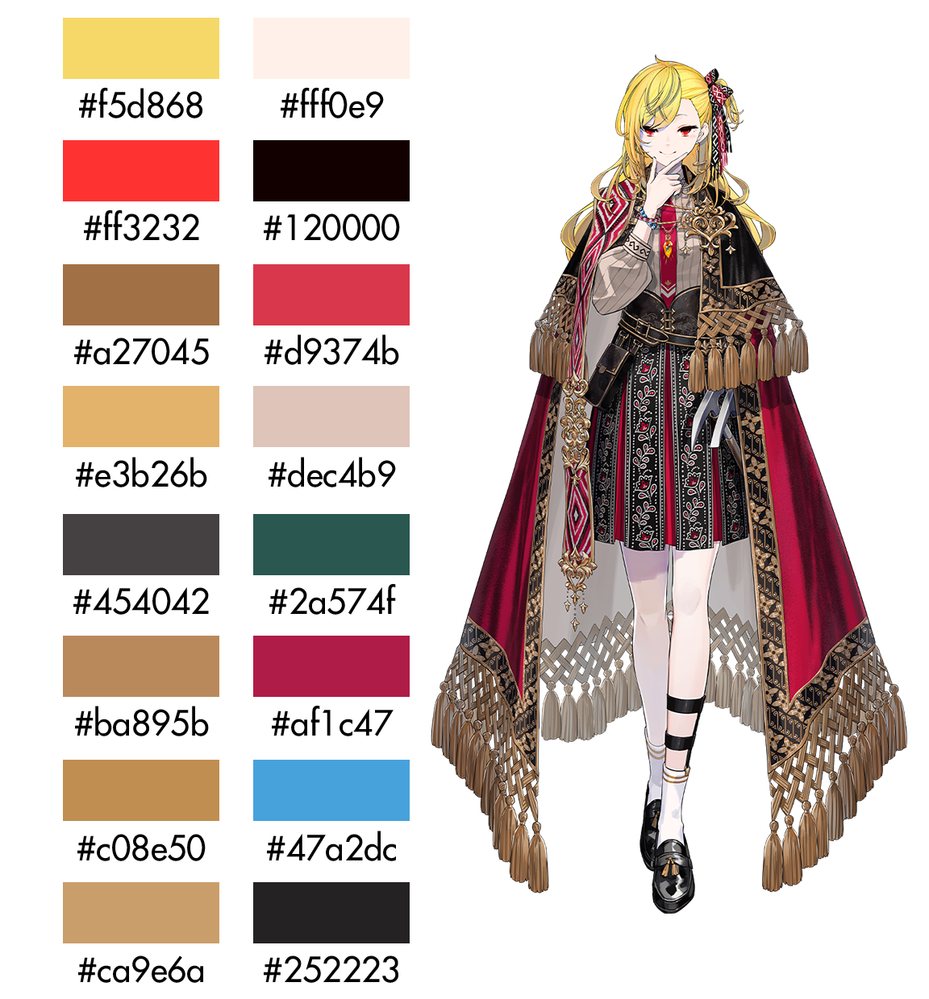 #f5d868 #fff0e9
#ff3232 #120000
#a27045 #d9374b
#e3b26b #dec4b9
#454042 #2a574f
#ba895b #af1c47
#c08e50 #47a2dc
#ca9e6a #252223